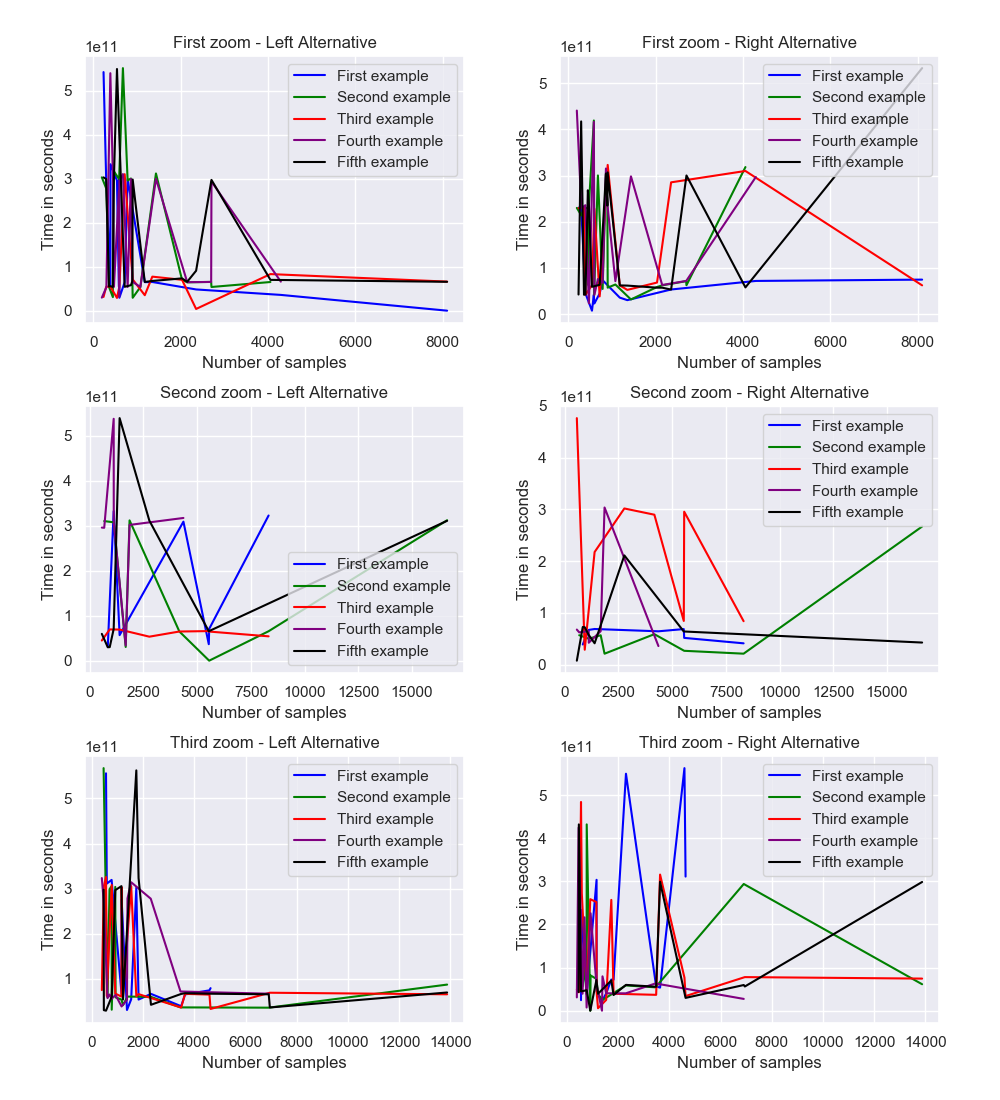 First zoom - Left Alternative
1e11
Time in seconds
5
4
3
2
1
0
First example
Second example
Third example
Fourth example
Fifth example
0 2000 4000 6000 8000
Number of samples
First zoom - Right Alternative
1e11
Time in seconds
5
4
3
2
1
0
First example
Second example
Third example
Fourth example
Fifth example
0 2000 4000 6000 8000
Number of samples
Second zoom - Left Alternative
1e11
Time in seconds
5
4
3
2
1
0
First example
Second example
Third example
Fourth example
Fifth example
0 2500 5000 7500 10000 12500 15000
Number of samples
Second zoom - Right Alternative
1e11
Time in seconds
5
4
3
2
1
0
First example
Second example
Third example
Fourth example
Fifth example
0 2500 5000 7500 10000 12500 15000
Number of samples
Third zoom - Left Alternative
1e11
Time in seconds
5
4
3
2
1
First example
Second example
Third example
Fourth example
Fifth example
0 2000 4000 6000 8000 10000 12000 14000
Number of samples
Third zoom - Right Alternative
1e11
Time in seconds
5
4
3
2
1
0
First example
Second example
Third example
Fourth example
Fifth example
0 2000 4000 6000 8000 10000 12000 14000
Number of samples